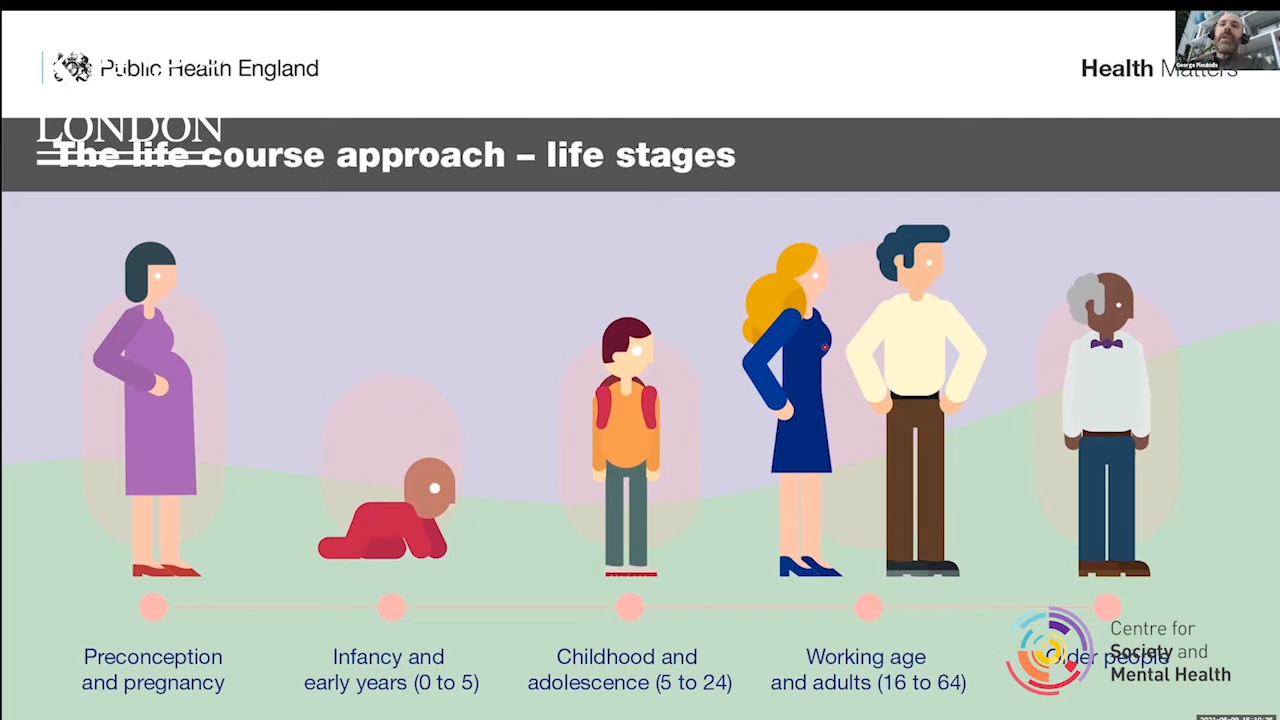 Public Health England
Health Matters
George Ploubidis
LONDON
The life course approach – life stages
Preconception
and pregnancy
Infancy and
early years (0 to 5)
Childhood and
adolescence (5 to 24)
Working age
and adults (16 to 64)
Older people
Centre for
Society and
Mental Health